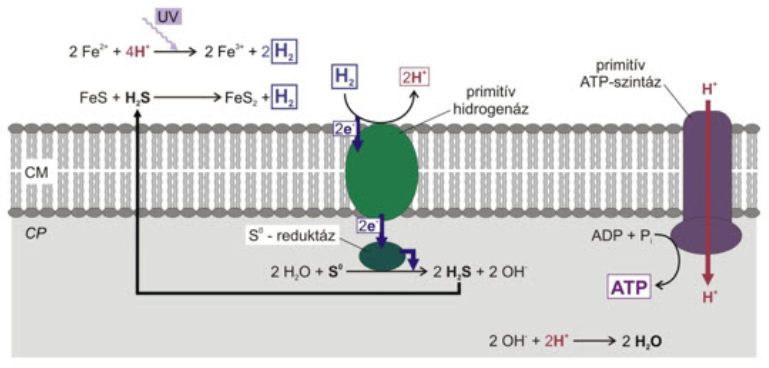 UV
2 Fe²⁺ + 4H⁺ → 2 Fe³⁺ + 2 H₂
FeS + H₂S → FeS₂ + H₂
H₂
2H⁺
primitív
hidrogenáz
primitív
ATP-szintáz
H⁺
2e⁻
CM
CP
2e⁻
S⁰ - reduktáz
2 H₂O + S⁰ → 2 H₂S + 2 OH⁻
ADP + Pᵢ
ATP
H⁺
2 OH⁻ + 2H⁺ → 2 H₂O